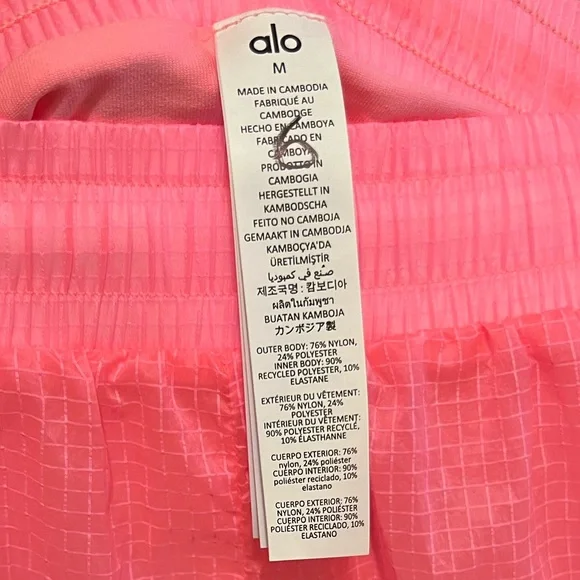 alo
M
MADE IN CAMBODIA
FABRIQUÉ AU
CAMBODGE
HECHO EN CAMBOYA
FABRICADO EN
CAMBOYA
PRODOTTO IN
CAMBOGIA
HERGESTELLT IN
KAMBODSCHA
FEITO NO CAMBOJA
GEMAAKT IN CAMBODJA
KAMBOÇYA'DA
ÜRETİLMİŞTİR
صنع في كمبوديا
제조국명 : 캄보디아
ผลิตในกัมพูชา
BUATAN KAMBOJA
カンボジア製
OUTER BODY: 76% NYLON,
24% POLYESTER
INNER BODY: 90%
RECYCLED POLYESTER, 10%
ELASTANE
EXTÉRIEUR DU VÊTEMENT:
76% NYLON, 24%
POLYESTER
INTÉRIEUR DU VÊTEMENT:
90% POLYESTER RECYCLÉ,
10% ÉLASTHANNE
CUERPO EXTERIOR: 76%
nylon, 24% poliéster
CUERPO INTERIOR: 90%
poliéster reciclado, 10%
elastano
CUERPO EXTERIOR: 76%
NYLON, 24% POLIÉSTER
CUERPO INTERIOR: 90%
POLIÉSTER RECICLADO, 10%
ELASTANO
6